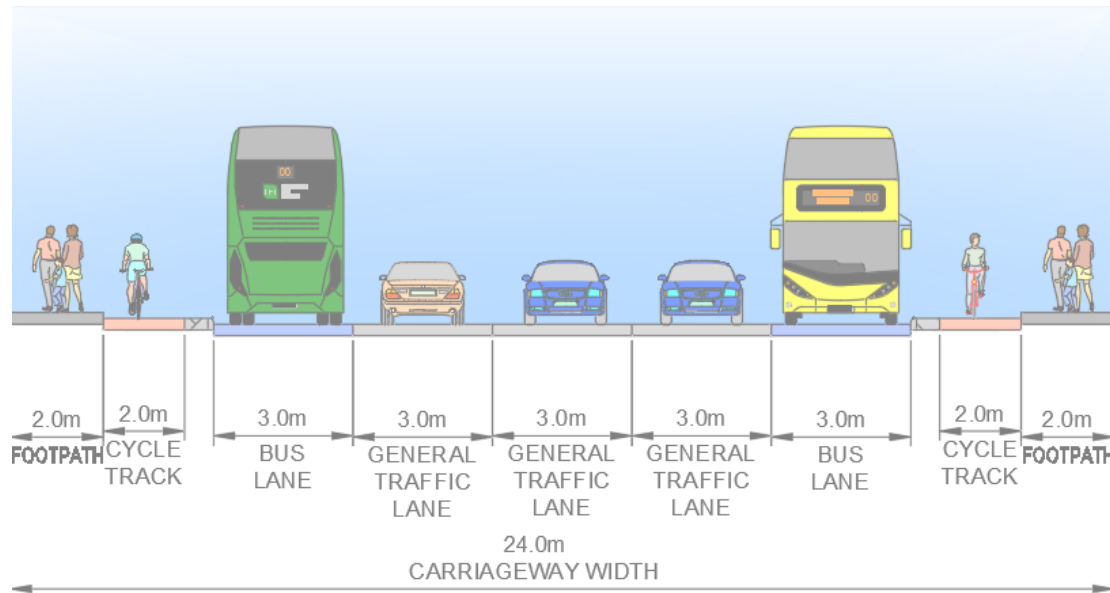 00
00
2.0m
FOOTPATH
2.0m
CYCLE
TRACK
3.0m
BUS
LANE
3.0m
GENERAL
TRAFFIC
LANE
3.0m
GENERAL
TRAFFIC
LANE
3.0m
GENERAL
TRAFFIC
LANE
3.0m
BUS
LANE
2.0m
CYCLE
TRACK
2.0m
FOOTPATH
24.0m
CARRIAGEWAY WIDTH